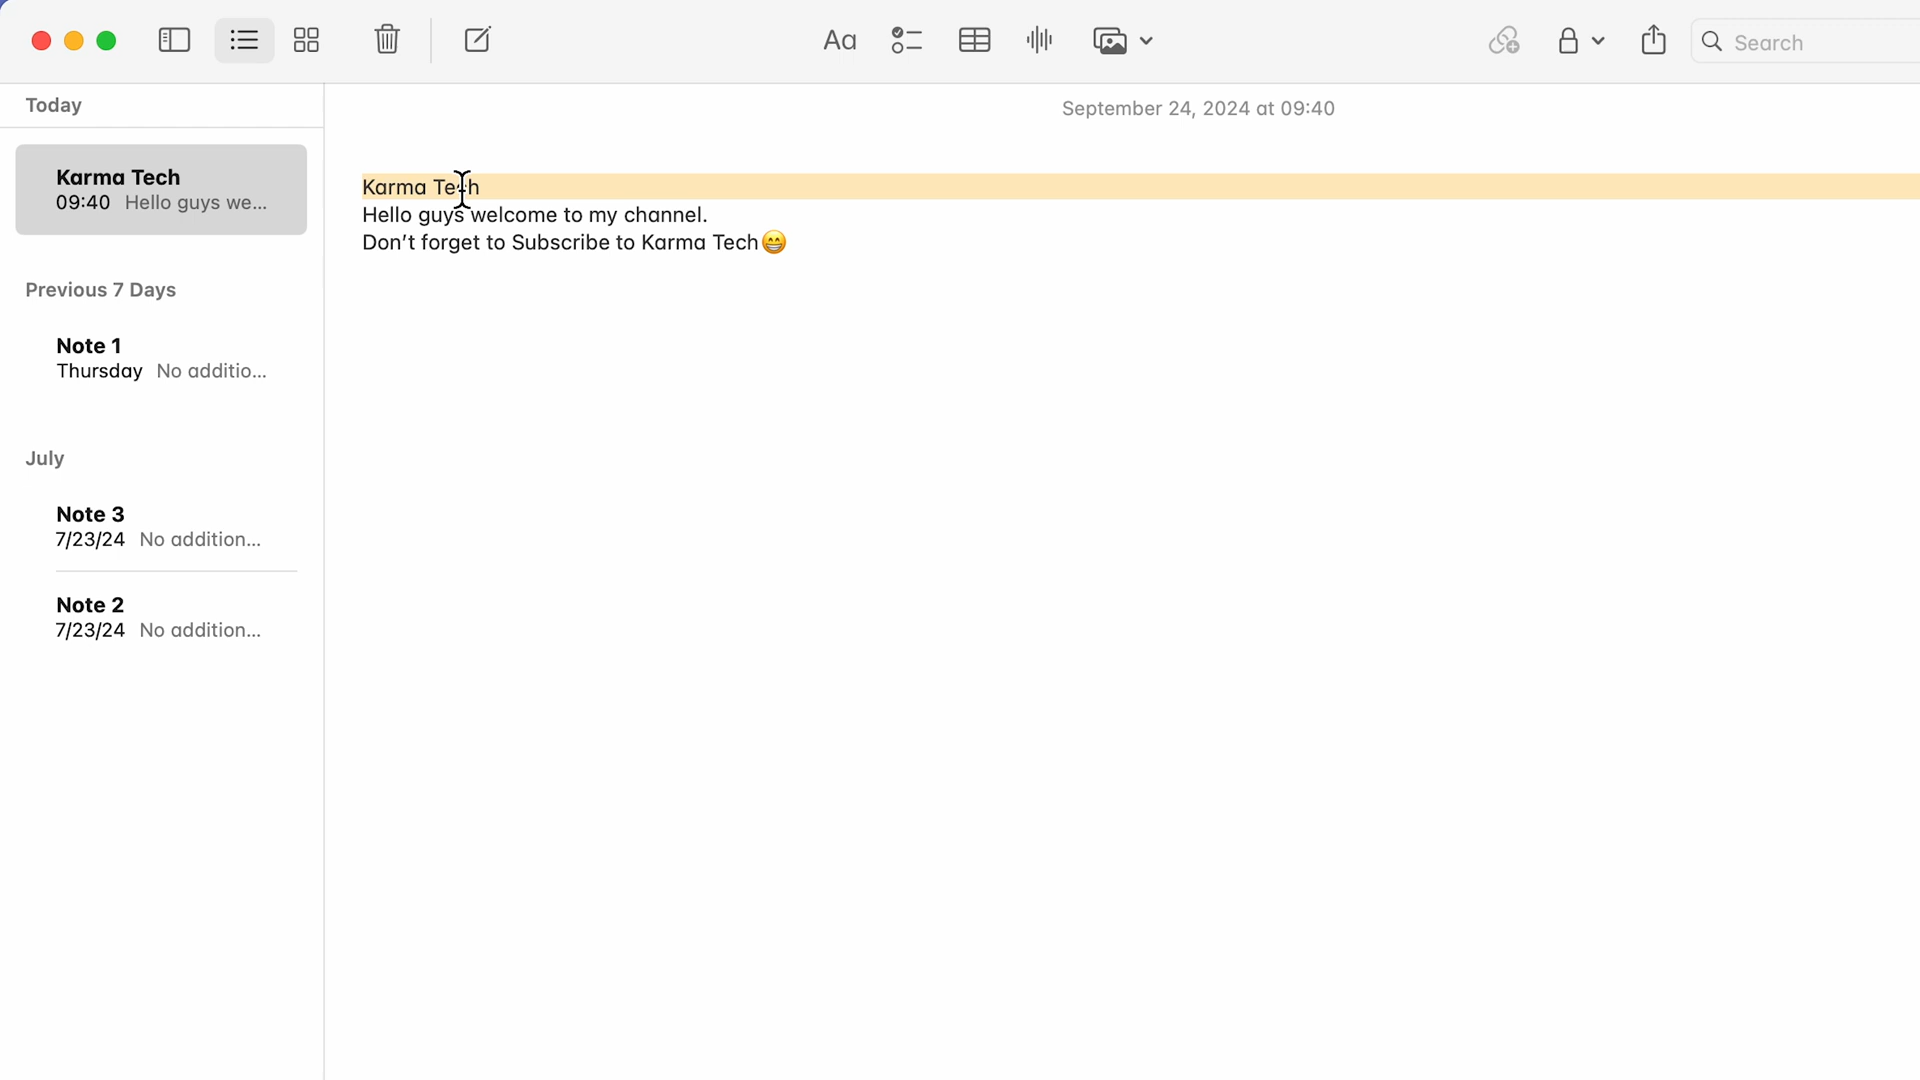 Aa
Search
Today
Karma Tech
09:40 Hello guys we...
Previous 7 Days
Note 1
Thursday No additio...
July
Note 3
7/23/24 No addition...
Note 2
7/23/24 No addition...
September 24, 2024 at 09:40
Karma Tech
Hello guys welcome to my channel.
Don't forget to Subscribe to Karma Tech😁